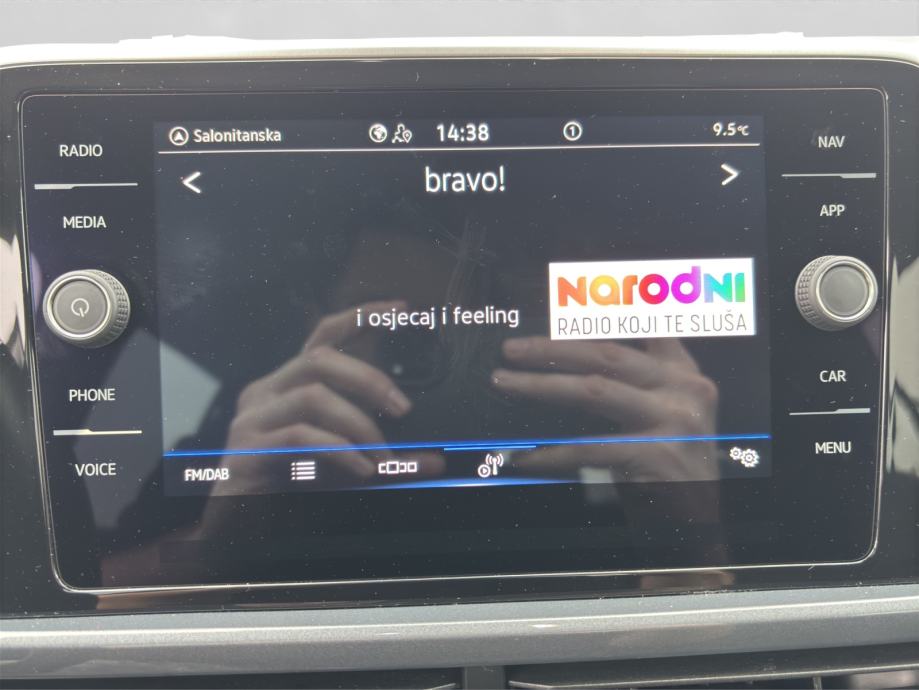 RADIO
MEDIA
PHONE
VOICE
Salonitanska 14:38 1 9.5°C
< bravo! >
i osjecaj i feeling
NARODNI
RADIO KOJI TE SLUŠA
FM/DAB
NAV
APP
CAR
MENU